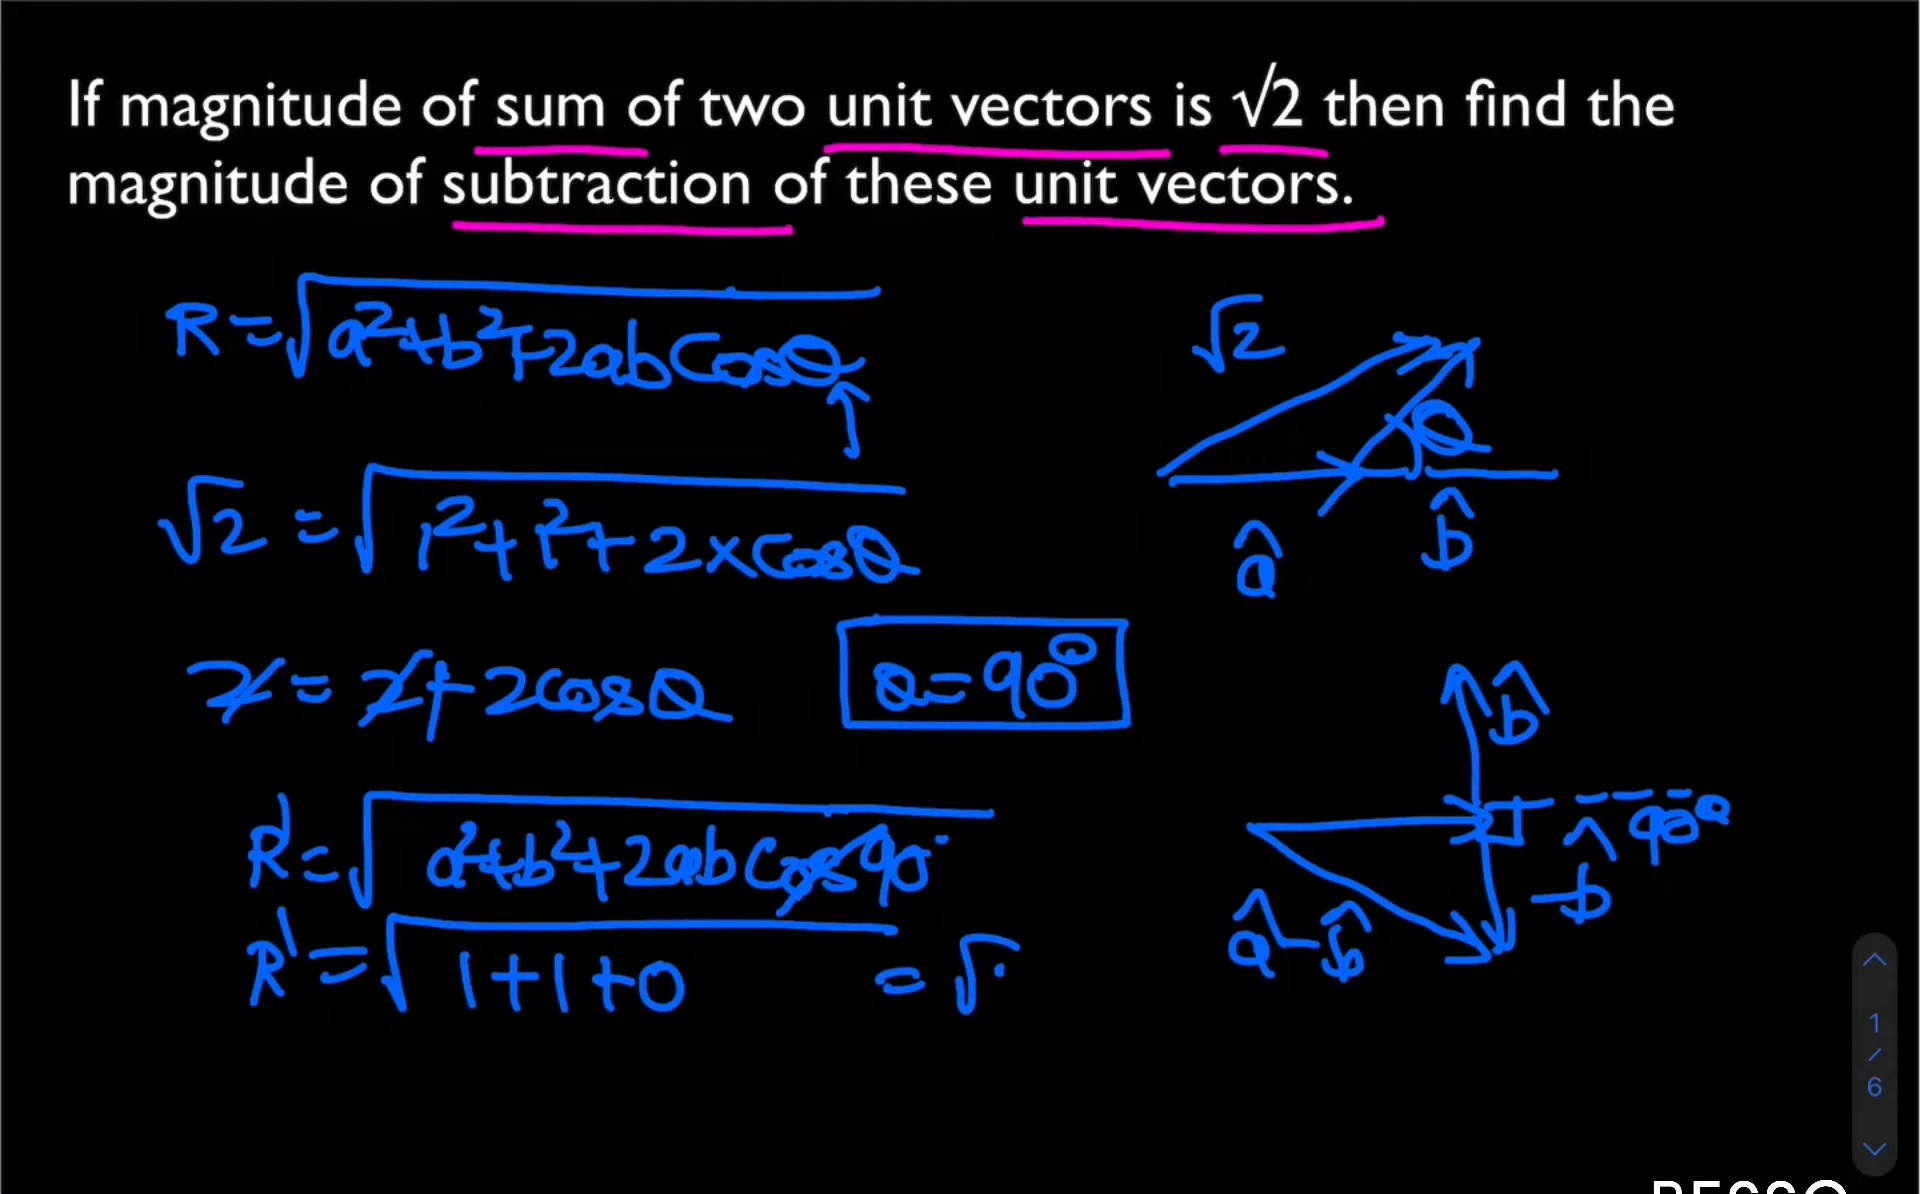 If magnitude of sum of two unit vectors is √2 then find the
magnitude of subtraction of these unit vectors.
R=√a²+b²+2abCosθ
√2
√2 = √1²+1²+2×cosθ
â
b̂
2 = 2+2cosθ
θ=90°
b̂
R'=√a²+b²+2abCos90°
90°
-b̂
R'=√1+1+0 = √
â-b̂
θ
1
/
6